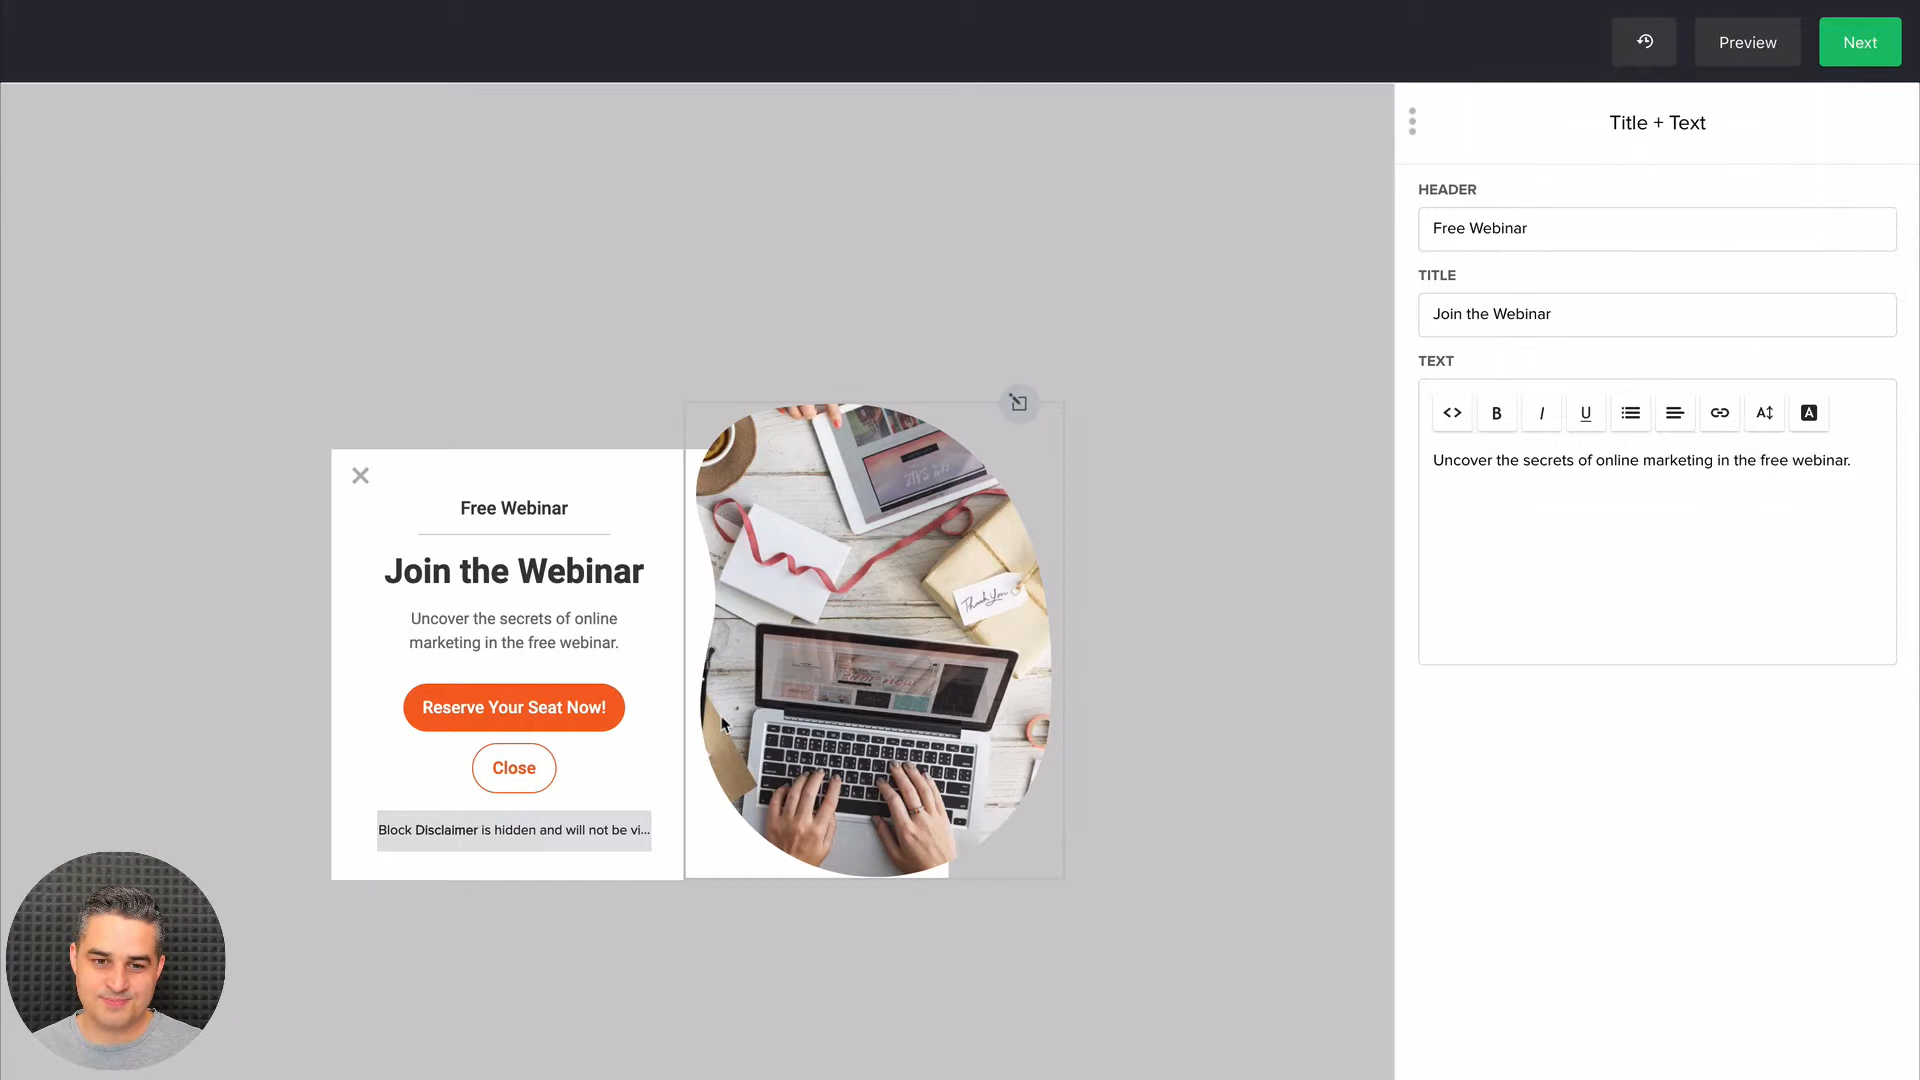 Preview
Next
Title + Text
HEADER
Free Webinar
TITLE
Join the Webinar
TEXT
B I U A
Uncover the secrets of online marketing in the free webinar.
Free Webinar
Join the Webinar
Uncover the secrets of online
marketing in the free webinar.
Reserve Your Seat Now!
Close
Block Disclaimer is hidden and will not be vi...
Thank You